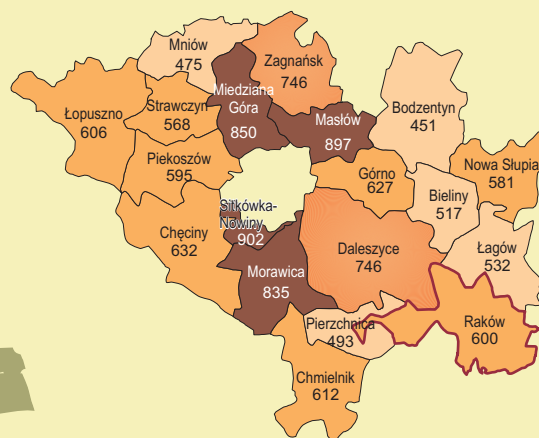 Mniów
475
Zagnańsk
746
Miedziana
Góra
850
Bodzentyn
451
Łopuszno
606
Strawczyn
568
Masłów
897
Piekoszów
595
Górno
627
Nowa Słupia
581
Bieliny
517
Sitkówka-
Nowiny
902
Chęciny
632
Daleszyce
746
Łagów
532
Morawica
835
Pierzchnica
493
Raków
600
Chmielnik
612